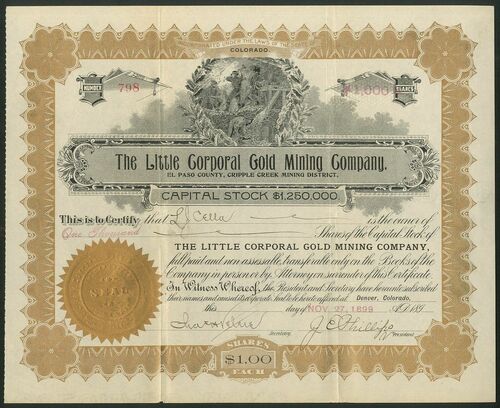 INCORPORATED UNDER THE LAWS OF THE STATE OF
COLORADO.
NUMBER
798
SHARES
1,000
The Little Corporal Gold Mining Company.
EL PASO COUNTY, CRIPPLE CREEK MINING DISTRICT.
CAPITAL STOCK $1,250,000
This is to Certify that L J Cella is the owner of
One Thousand Shares of the Capital Stock of
THE LITTLE CORPORAL GOLD MINING COMPANY,
full paid and non assessable, transferable only on the Books of the
Company in person or by Attorney on surrender of this Certificate.
In Witness Whereof, the President and Secretary have hereunto subscribed
their names and caused its corporate Seal to be hereto affixed at Denver, Colorado,
this day of NOV 27, 1899 A.D. 189
J C Phillips
Secretary
President
SHARES
$1.00
EACH